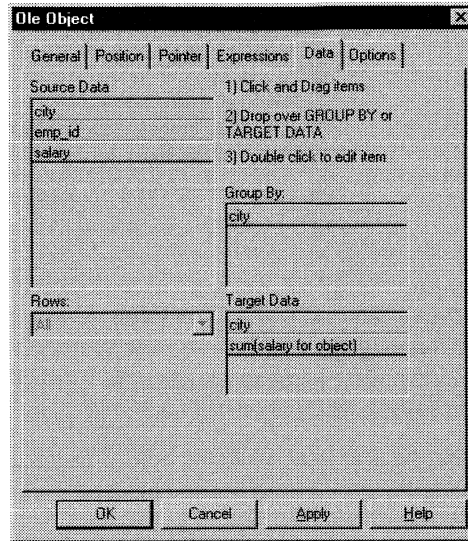 Ole Object
General
Position
Pointer
Expressions
Data
Options
Source Data
city
emp_id
salary
1) Click and Drag items
2) Drop over GROUP BY or
TARGET DATA
3) Double click to edit item
Group By:
city
Rows:
All
Target Data
city
sum(salary for object)
OK
Cancel
Apply
Help